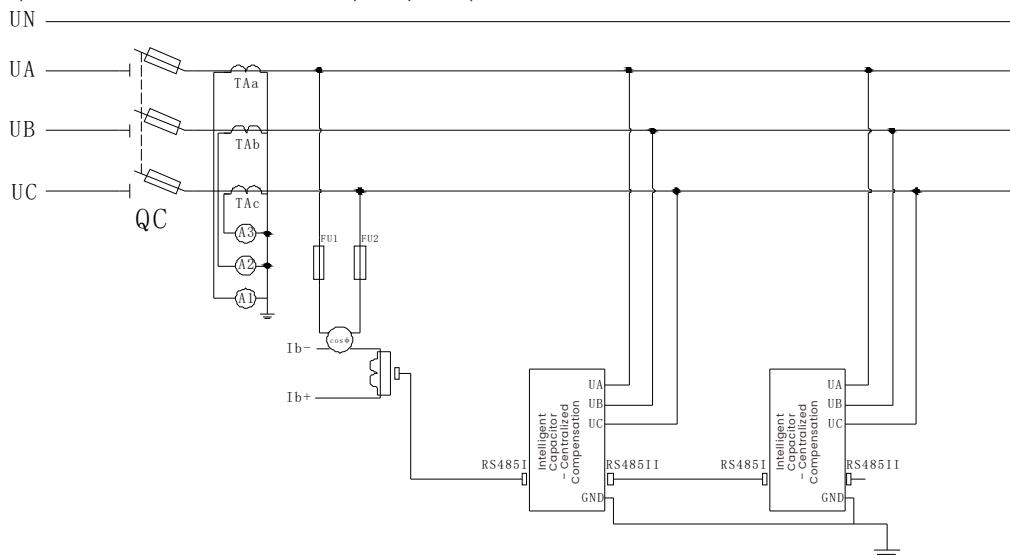 UN
UA
TAa
UB
TAb
UC
TAc
QC
A3
FU1
FU2
A2
A1
cosΦ
Ib-
Ib+
UA
UB
UC
Intelligent
Capacitor
- Centralized
Compensation
RS485I
RS485II
GND
UA
UB
UC
Intelligent
Capacitor
- Centralized
Compensation
RS485I
RS485II
GND